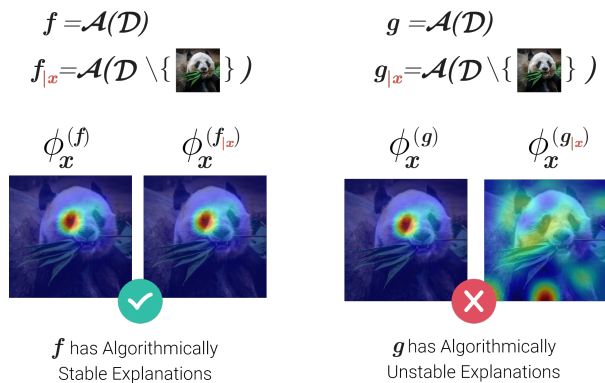 f = A(D)
f|x = A(D \ { })
ϕx(f) ϕx(f|x)
f has Algorithmically
Stable Explanations
g = A(D)
g|x = A(D \ { })
ϕx(g) ϕx(g|x)
g has Algorithmically
Unstable Explanations